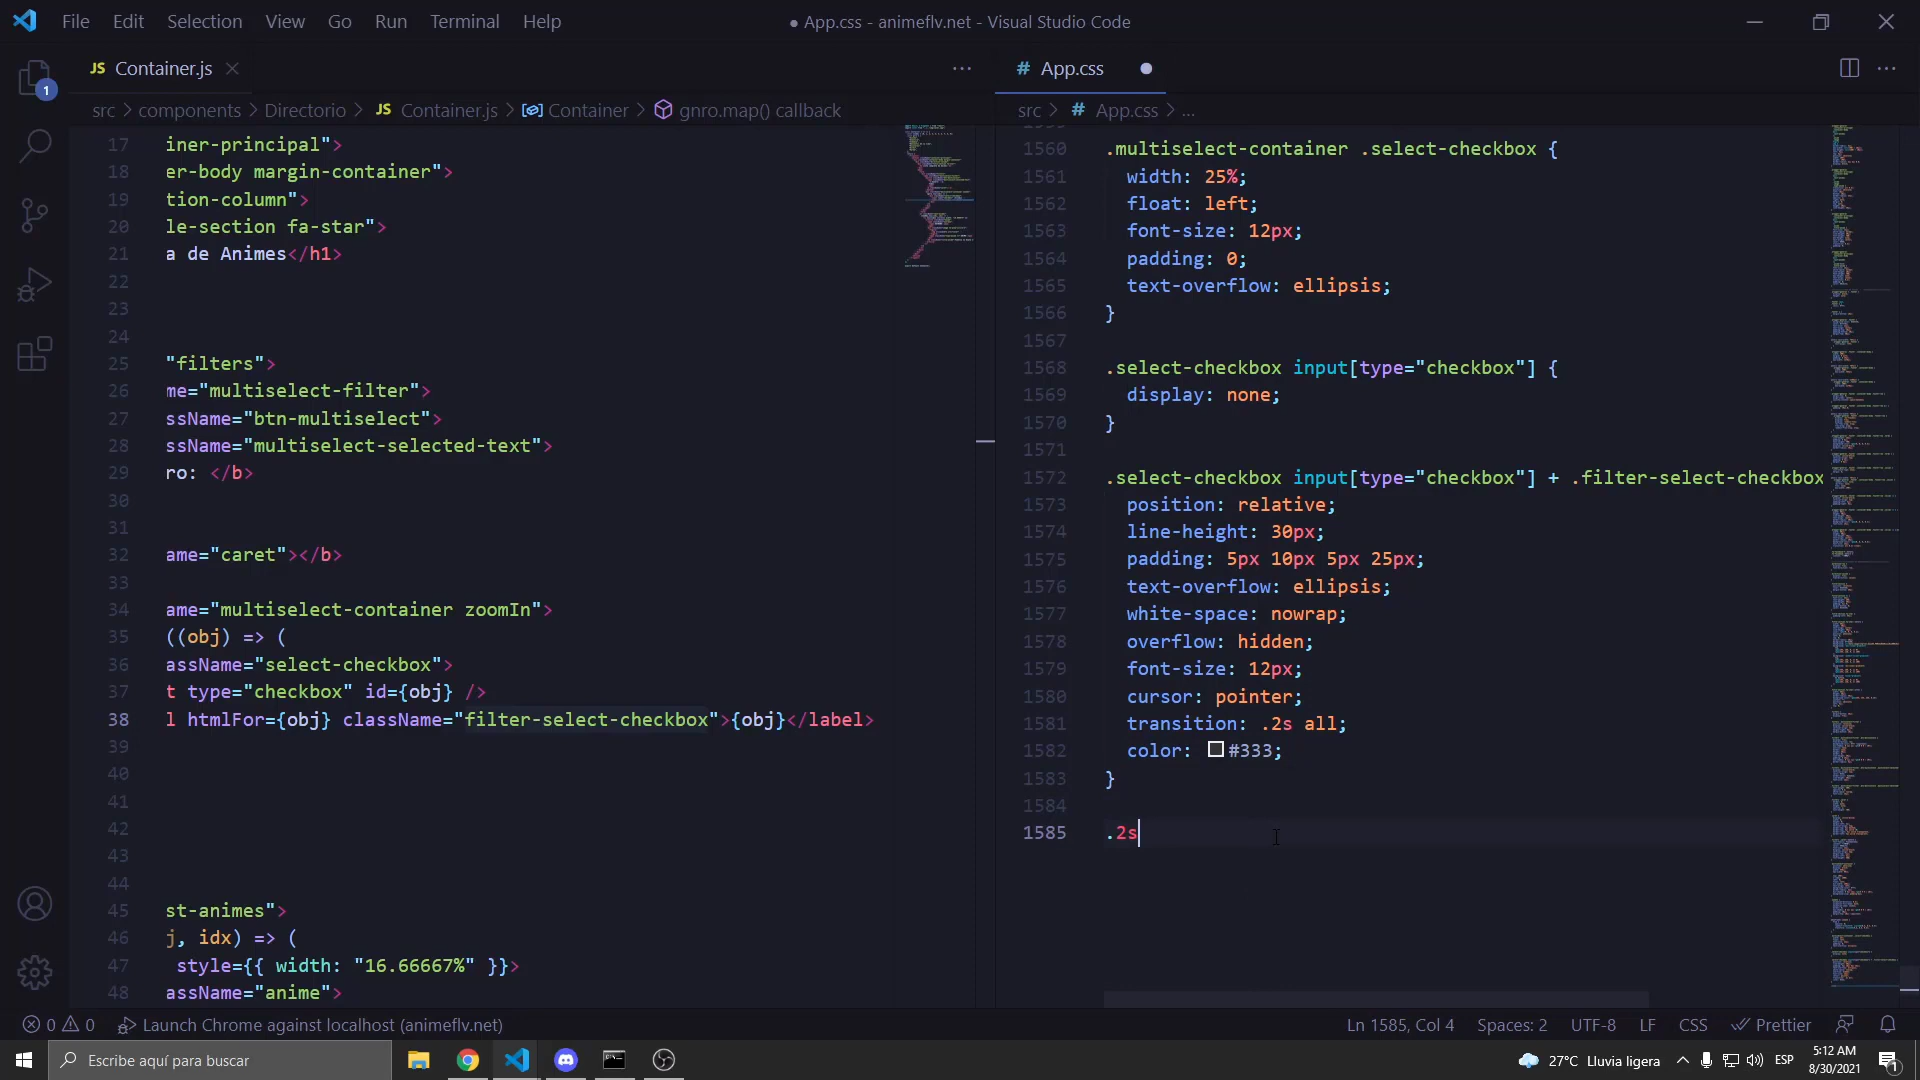 File Edit Selection View Go Run Terminal Help
● App.css - animeflv.net - Visual Studio Code
1
JS Container.js
src > components > Directorio > JS Container.js > Container > gnro.map() callback
17 iner-principal">
18 er-body margin-container">
19 tion-column">
20 le-section fa-star">
21 a de Animes</h1>
22
23
24
25 "filters">
26 me="multiselect-filter">
27 ssName="btn-multiselect">
28 ssName="multiselect-selected-text">
29 ro: </b>
30
31
32 ame="caret"></b>
33
34 ame="multiselect-container zoomIn">
35 ((obj) => (
36 assName="select-checkbox">
37 t type="checkbox" id={obj} />
38 l htmlFor={obj} className="filter-select-checkbox">{obj}</label>
39
40
41
42
43
44
45 st-animes">
46 j, idx) => (
47 style={{ width: "16.66667%" }}>
48 assName="anime">
# App.css
src > # App.css > ...
1560 .multiselect-container .select-checkbox {
1561 width: 25%;
1562 float: left;
1563 font-size: 12px;
1564 padding: 0;
1565 text-overflow: ellipsis;
1566 }
1567
1568 .select-checkbox input[type="checkbox"] {
1569 display: none;
1570 }
1571
1572 .select-checkbox input[type="checkbox"] + .filter-select-checkbox
1573 position: relative;
1574 line-height: 30px;
1575 padding: 5px 10px 5px 25px;
1576 text-overflow: ellipsis;
1577 white-space: nowrap;
1578 overflow: hidden;
1579 font-size: 12px;
1580 cursor: pointer;
1581 transition: .2s all;
1582 color: #333;
1583 }
1584
1585 .2s
0 0 Launch Chrome against localhost (animeflv.net)
Ln 1585, Col 4 Spaces: 2 UTF-8 LF CSS Prettier
Escribe aquí para buscar
27°C Lluvia ligera ESP 5:12 AM
8/30/2021
1